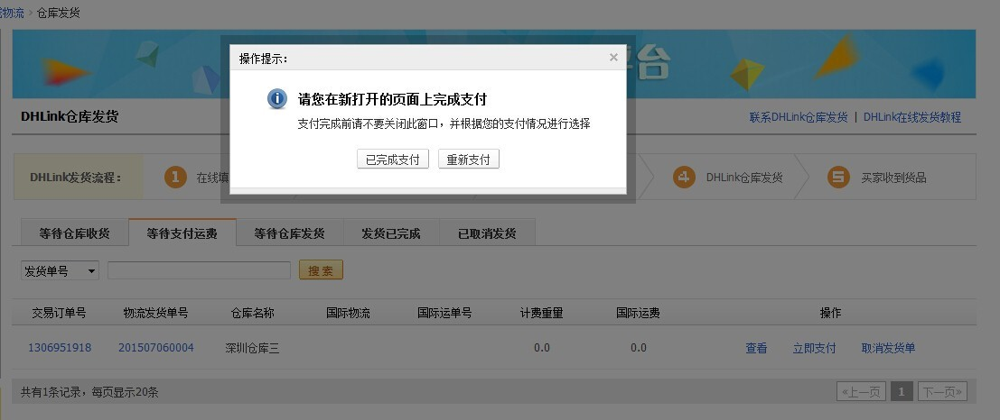 物流 > 仓库发货
平台
操作提示：
请您在新打开的页面上完成支付
支付完成前请不要关闭此窗口，并根据您的支付情况进行选择
已完成支付 重新支付
DHLink仓库发货
联系DHLink仓库发货 | DHLink在线发货教程
DHLink发货流程： 1 在线填 4 DHLink仓库发货 5 买家收到货品
等待仓库收货 等待支付运费 等待仓库发货 发货已完成 已取消发货
发货单号 搜索
交易订单号 物流发货单号 仓库名称 国际物流 国际运单号 计费重量 国际运费 操作
1306951918 201507060004 深圳仓库三 0.0 0.0 查看 立即支付 取消发货单
共有1条记录，每页显示20条 «上一页 1 下一页»